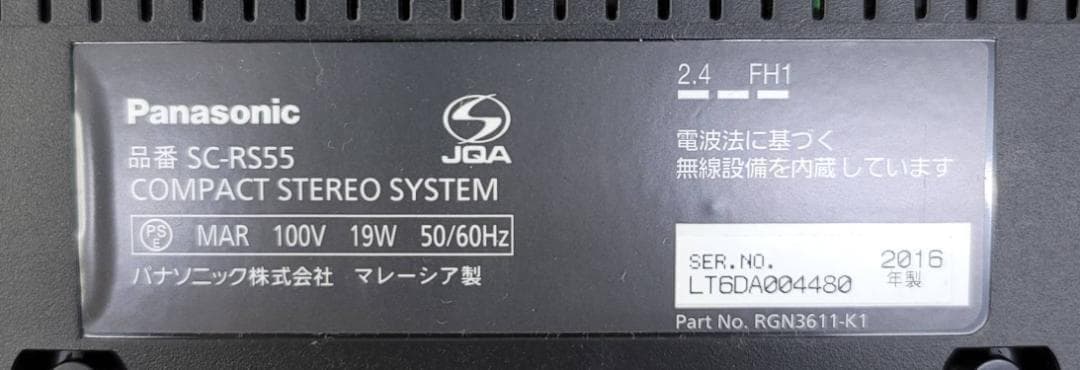 Panasonic
品番 SC-RS55
COMPACT STEREO SYSTEM
PSE MAR 100V 19W 50/60Hz
パナソニック株式会社 マレーシア製
JQA
2.4 FH1
電波法に基づく
無線設備を内蔵しています
SER.NO. 2016
LT6DA004480 年製
Part No. RGN3611-K1